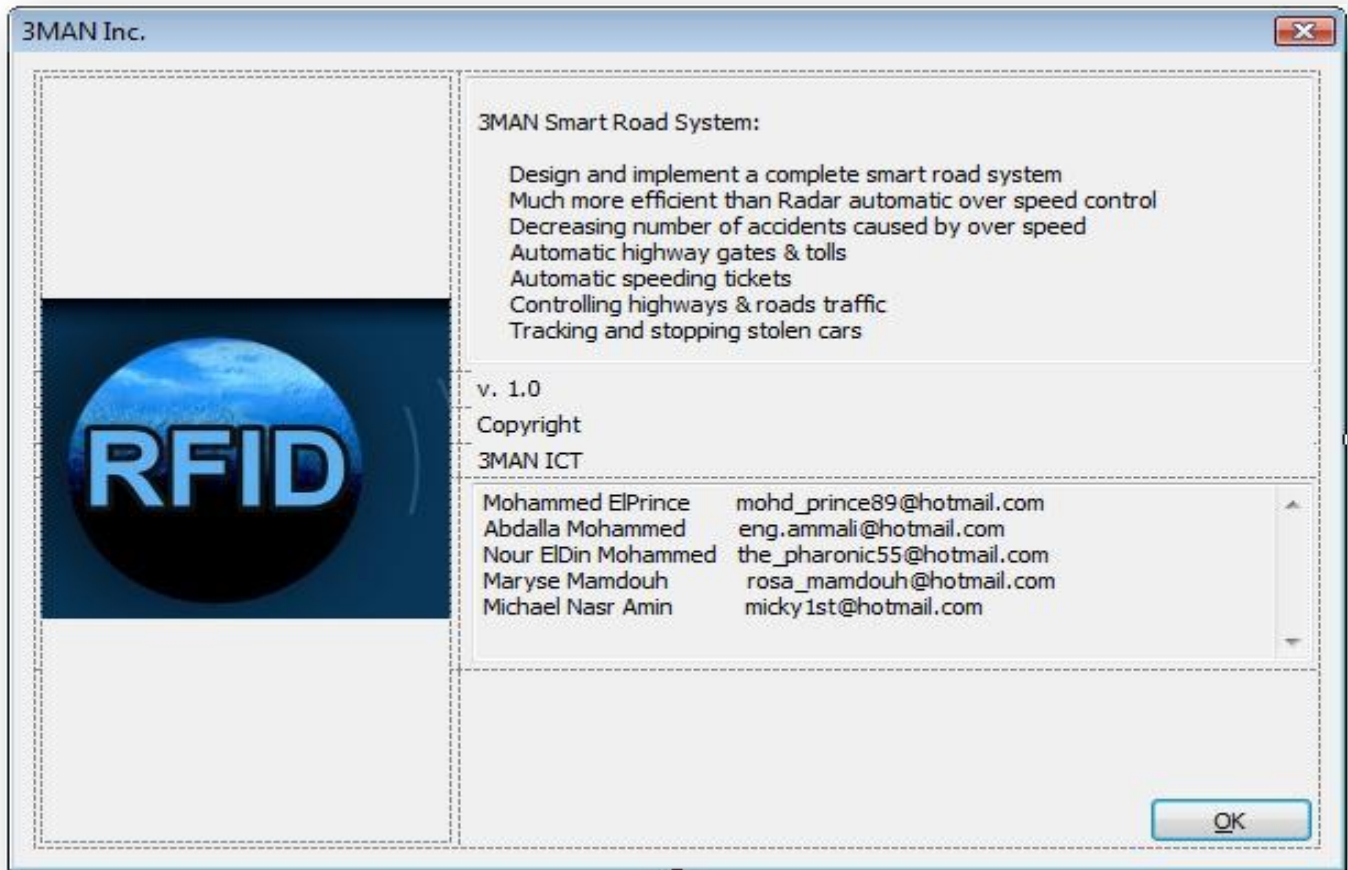 3MAN Inc.
3MAN Smart Road System:
Design and implement a complete smart road system
Much more efficient than Radar automatic over speed control
Decreasing number of accidents caused by over speed
Automatic highway gates & tolls
Automatic speeding tickets
Controlling highways & roads traffic
Tracking and stopping stolen cars
RFID
v. 1.0
Copyright
3MAN ICT
Mohammed ElPrince mohd_prince89@hotmail.com
Abdalla Mohammed eng.ammali@hotmail.com
Nour ElDin Mohammed the_pharonic55@hotmail.com
Maryse Mamdouh rosa_mamdouh@hotmail.com
Michael Nasr Amin micky1st@hotmail.com
OK